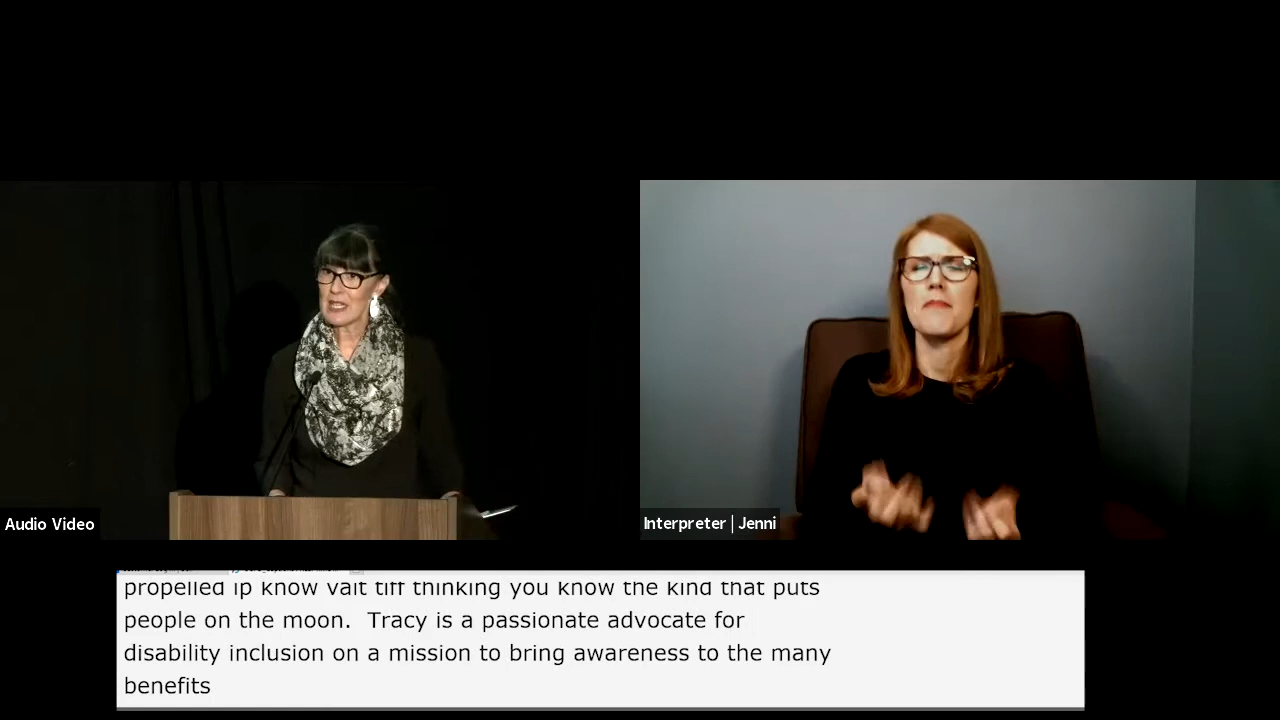 Audio Video
Interpreter | Jenni
propelled ip know vait tiff thinking you know the kind that puts
people on the moon.  Tracy is a passionate advocate for
disability inclusion on a mission to bring awareness to the many
benefits